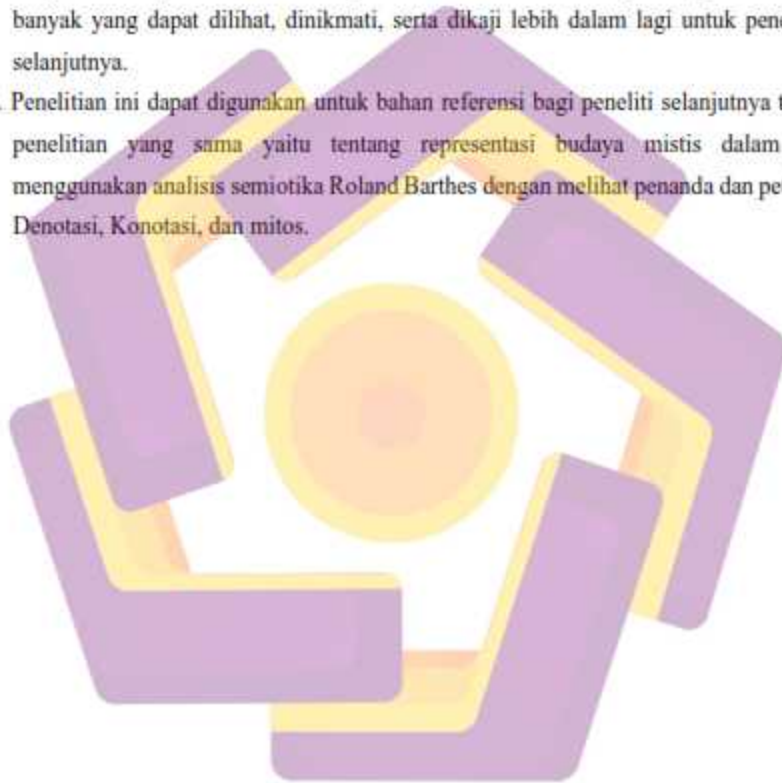 banyak yang dapat dilihat, dinikmati, serta dikaji lebih dalam lagi untuk pene
selanjutnya.
. Penelitian ini dapat digunakan untuk bahan referensi bagi peneliti selanjutnya t
penelitian yang sama yaitu tentang representasi budaya mistis dalam
menggunakan analisis semiotika Roland Barthes dengan melihat penanda dan pe
Denotasi, Konotasi, dan mitos.